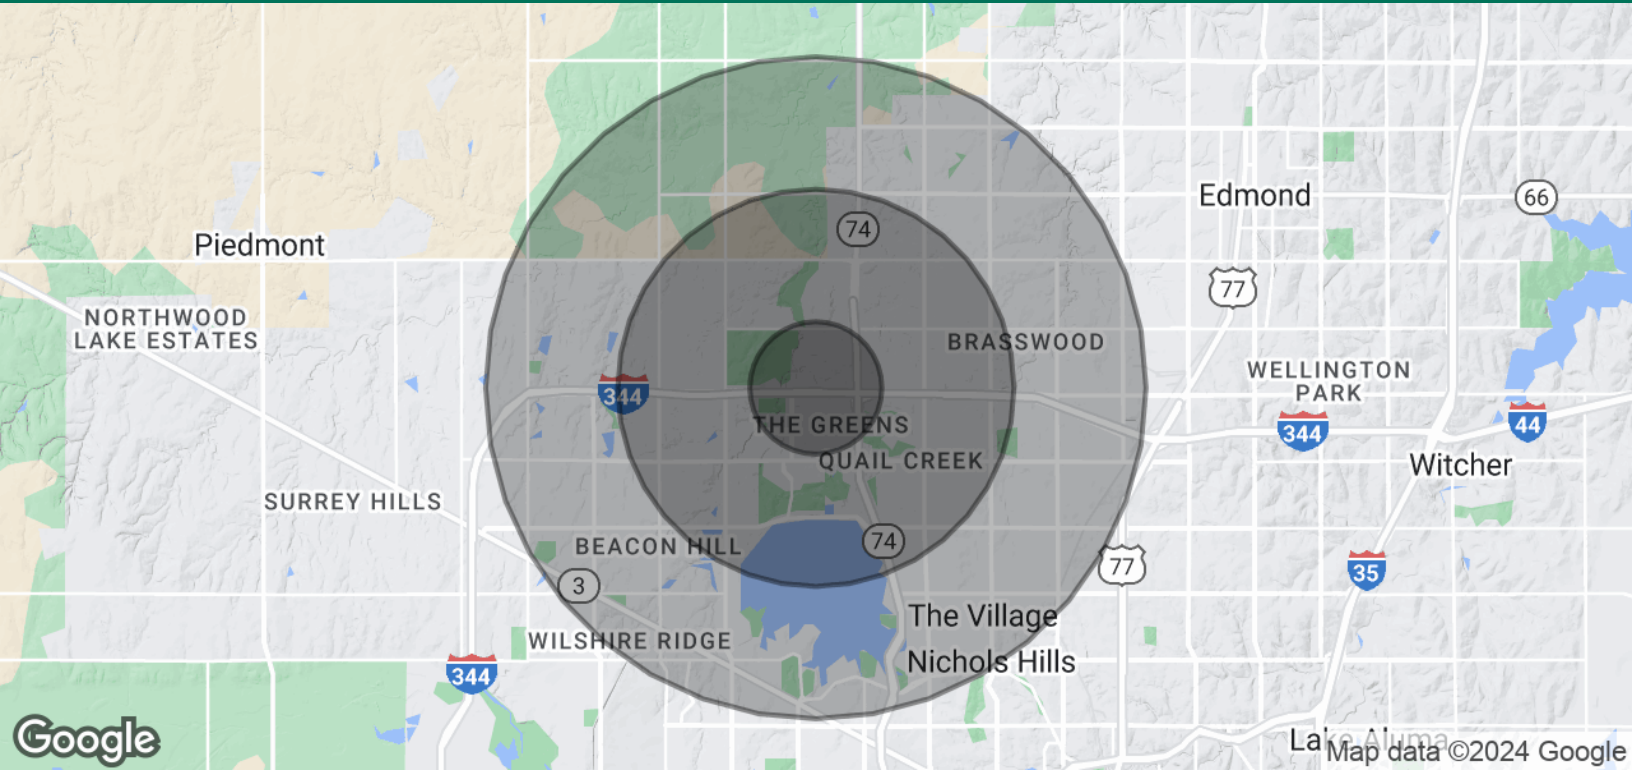 Edmond
66
74
Piedmont
77
NORTHWOOD
LAKE ESTATES
BRASSWOOD
WELLINGTON
PARK
344
THE GREENS
344
44
QUAIL CREEK
Witcher
SURREY HILLS
BEACON HILL
74
77
35
3
The Village
WILSHIRE RIDGE
Nichols Hills
344
Google
Lake Aluma
Map data ©2024 Google